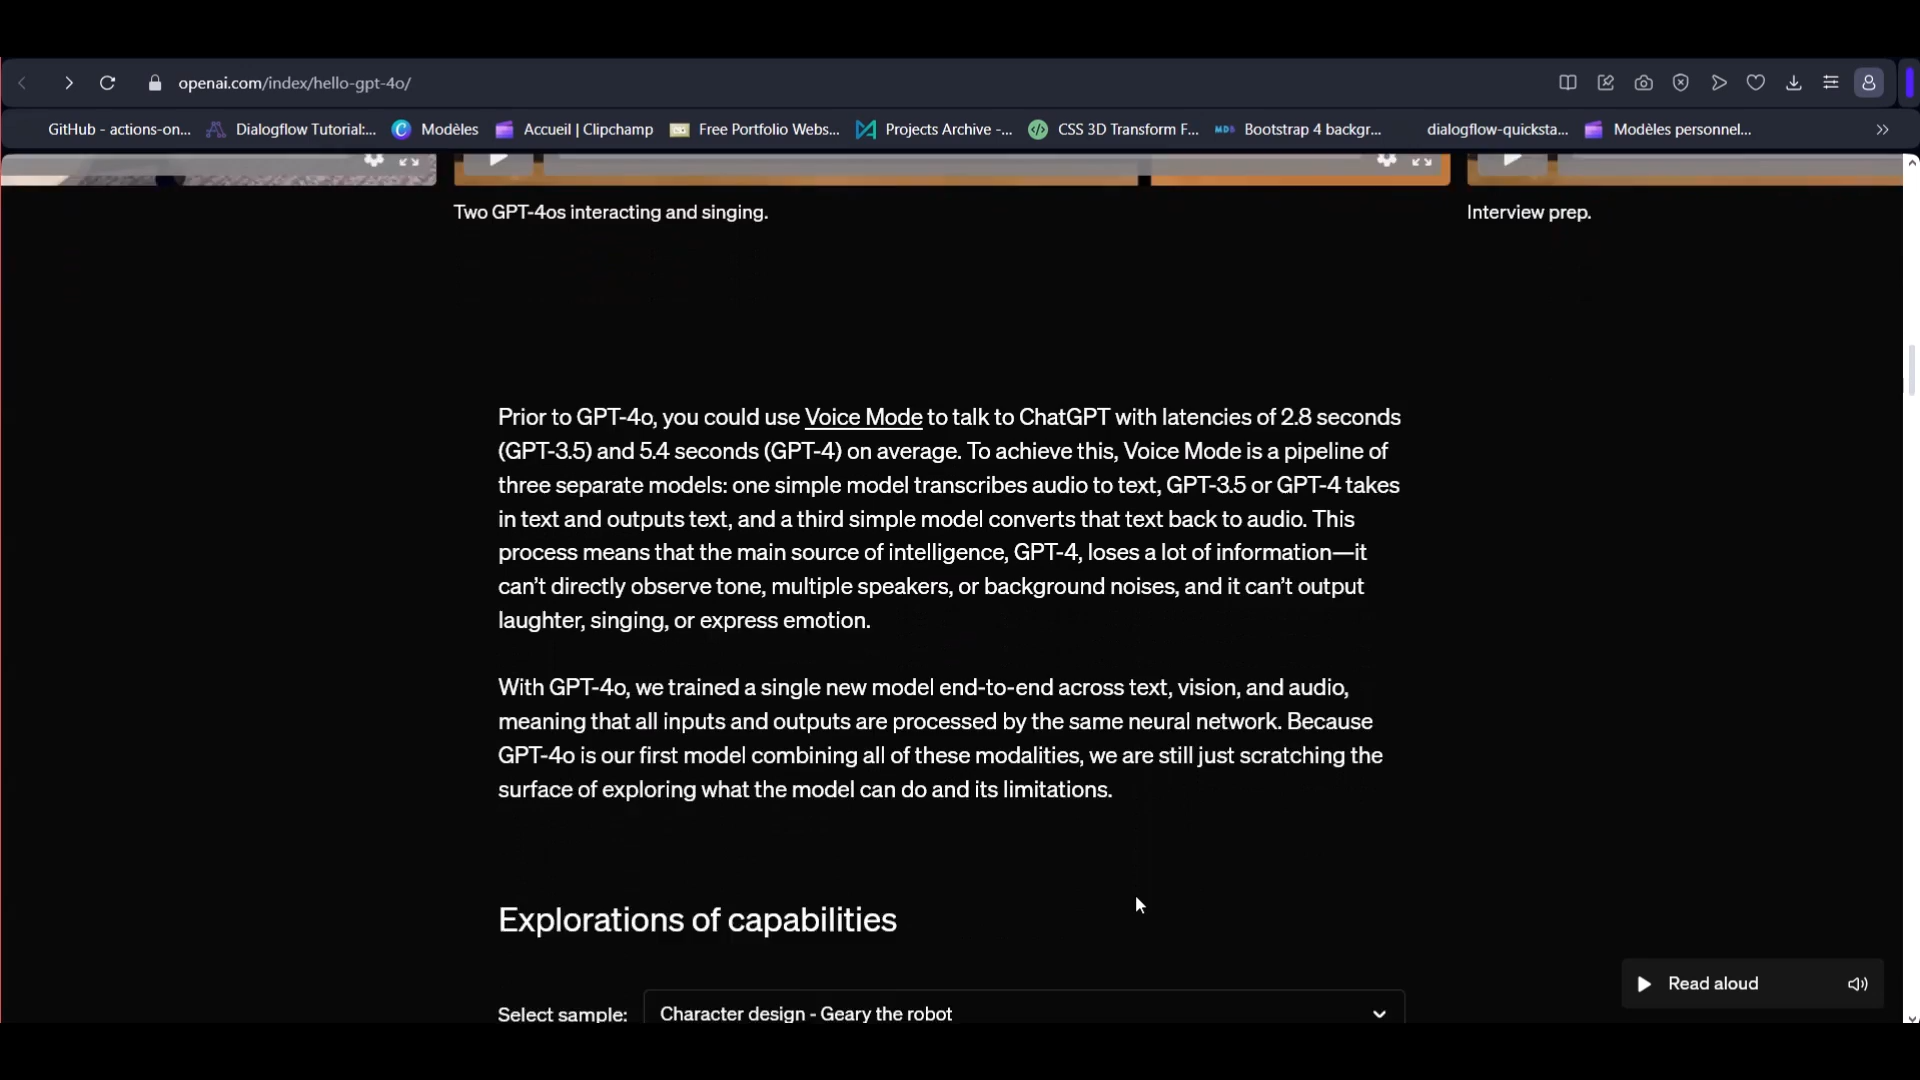 openai.com/index/hello-gpt-4o/
GitHub - actions-on...
Dialogflow Tutorial:...
Modèles
Accueil | Clipchamp
Free Portfolio Webs...
Projects Archive -...
CSS 3D Transform F...
Bootstrap 4 backgr...
dialogflow-quicksta...
Modèles personnel...
Two GPT-4os interacting and singing.
Interview prep.
Prior to GPT-4o, you could use Voice Mode to talk to ChatGPT with latencies of 2.8 seconds
(GPT-3.5) and 5.4 seconds (GPT-4) on average. To achieve this, Voice Mode is a pipeline of
three separate models: one simple model transcribes audio to text, GPT-3.5 or GPT-4 takes
in text and outputs text, and a third simple model converts that text back to audio. This
process means that the main source of intelligence, GPT-4, loses a lot of information—it
can’t directly observe tone, multiple speakers, or background noises, and it can’t output
laughter, singing, or express emotion.
With GPT-4o, we trained a single new model end-to-end across text, vision, and audio,
meaning that all inputs and outputs are processed by the same neural network. Because
GPT-4o is our first model combining all of these modalities, we are still just scratching the
surface of exploring what the model can do and its limitations.
Explorations of capabilities
Select sample:
Character design - Geary the robot
Read aloud